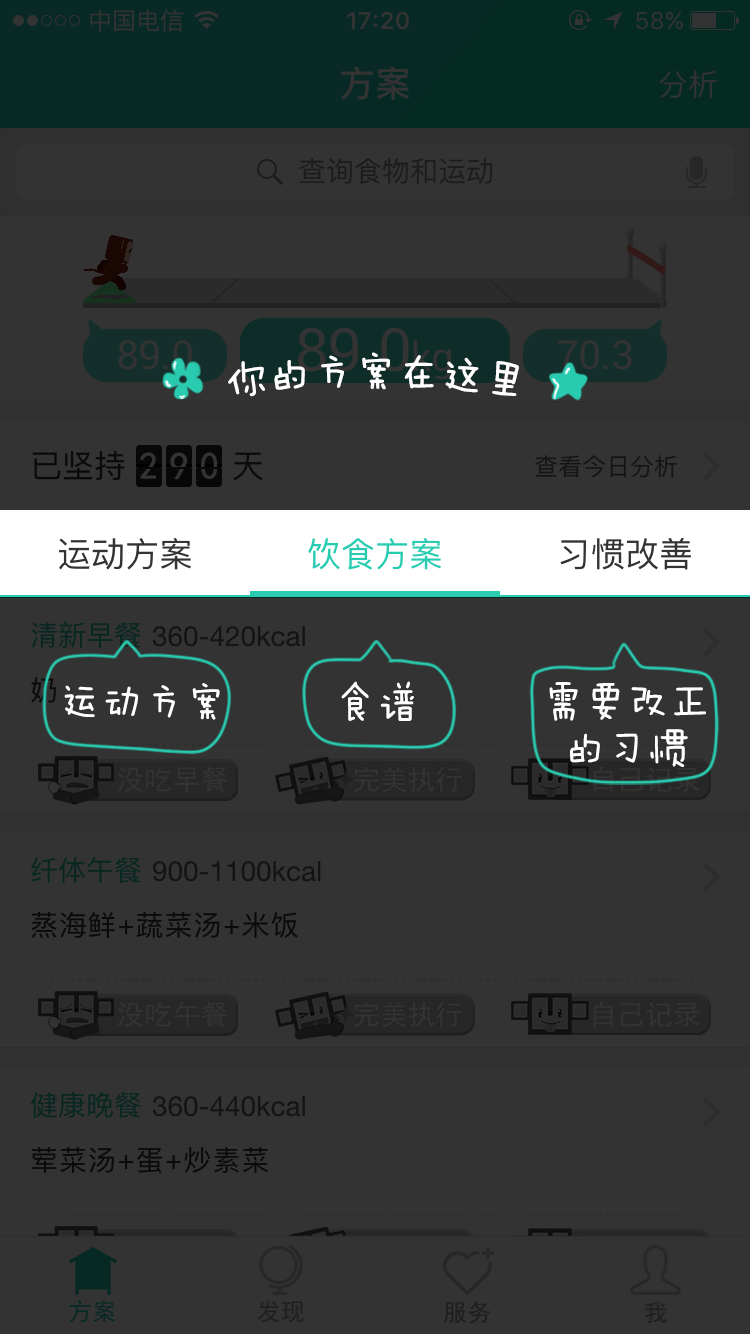 中国电信 17:20 58%
方案 分析
查询食物和运动
89.0 89.0kg 70.3
你的方案在这里
已坚持 290 天 查看今日分析
运动方案 饮食方案 习惯改善
清新早餐 360-420kcal
奶
运动方案 食谱 需要改正
的习惯
没吃早餐 完美执行 自己记录
纤体午餐 900-1100kcal
蒸海鲜+蔬菜汤+米饭
没吃午餐 完美执行 自己记录
健康晚餐 360-440kcal
荤菜汤+蛋+炒素菜
方案 发现 服务 我